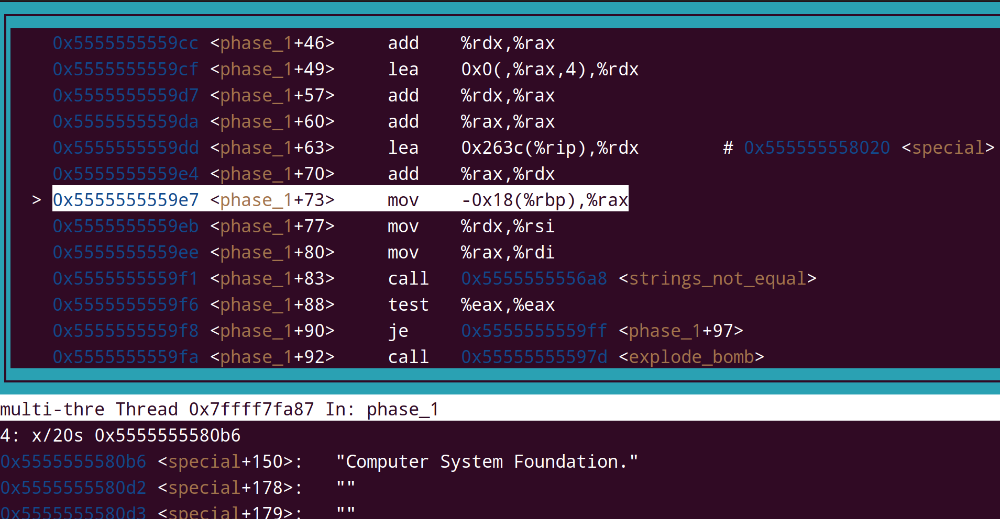 0x5555555559cc <phase_1+46> add %rdx,%rax
0x5555555559cf <phase_1+49> lea 0x0(,%rax,4),%rdx
0x5555555559d7 <phase_1+57> add %rdx,%rax
0x5555555559da <phase_1+60> add %rax,%rax
0x5555555559dd <phase_1+63> lea 0x263c(%rip),%rdx # 0x555555558020 <special>
0x5555555559e4 <phase_1+70> add %rax,%rdx
> 0x5555555559e7 <phase_1+73> mov -0x18(%rbp),%rax
0x5555555559eb <phase_1+77> mov %rdx,%rsi
0x5555555559ee <phase_1+80> mov %rax,%rdi
0x5555555559f1 <phase_1+83> call 0x5555555556a8 <strings_not_equal>
0x5555555559f6 <phase_1+88> test %eax,%eax
0x5555555559f8 <phase_1+90> je 0x5555555559ff <phase_1+97>
0x5555555559fa <phase_1+92> call 0x55555555597d <explode_bomb>
multi-thre Thread 0x7ffff7fa87 In: phase_1
4: x/20s 0x5555555580b6
0x5555555580b6 <special+150>: "Computer System Foundation."
0x5555555580d2 <special+178>: ""
0x5555555580d3 <special+179>: ""